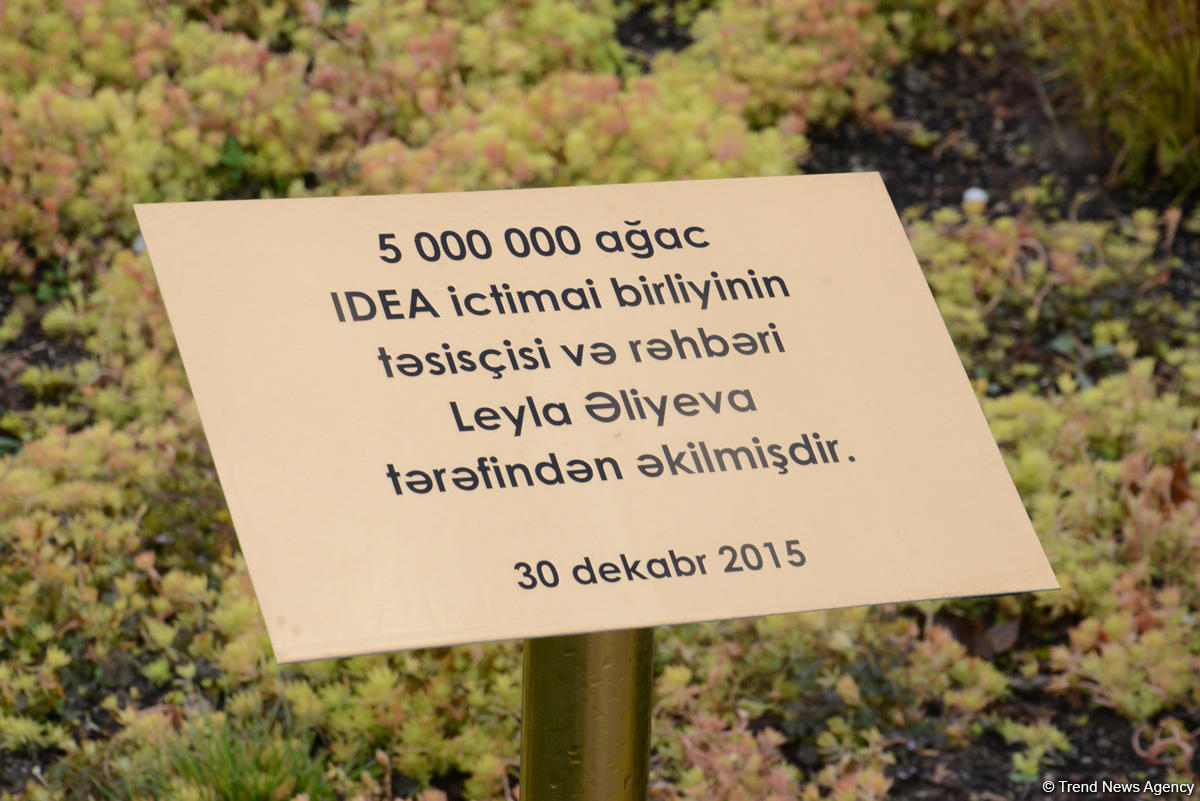 5 000 000 ağac
IDEA ictimai birliyinin
təsisçisi və rəhbəri
Leyla Əliyeva
tərəfindən əkilmişdir.
30 dekabr 2015
© Trend News Agency